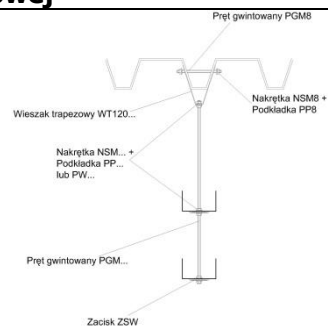 owej
Pręt gwintowany PGM8
Nakrętka NSM8 +
Podkładka PP8
Wieszak trapezowy WT120...
Nakrętka NSM... +
Podkładka PP...
lub PW...
Pręt gwintowany PGM...
Zacisk ZSW